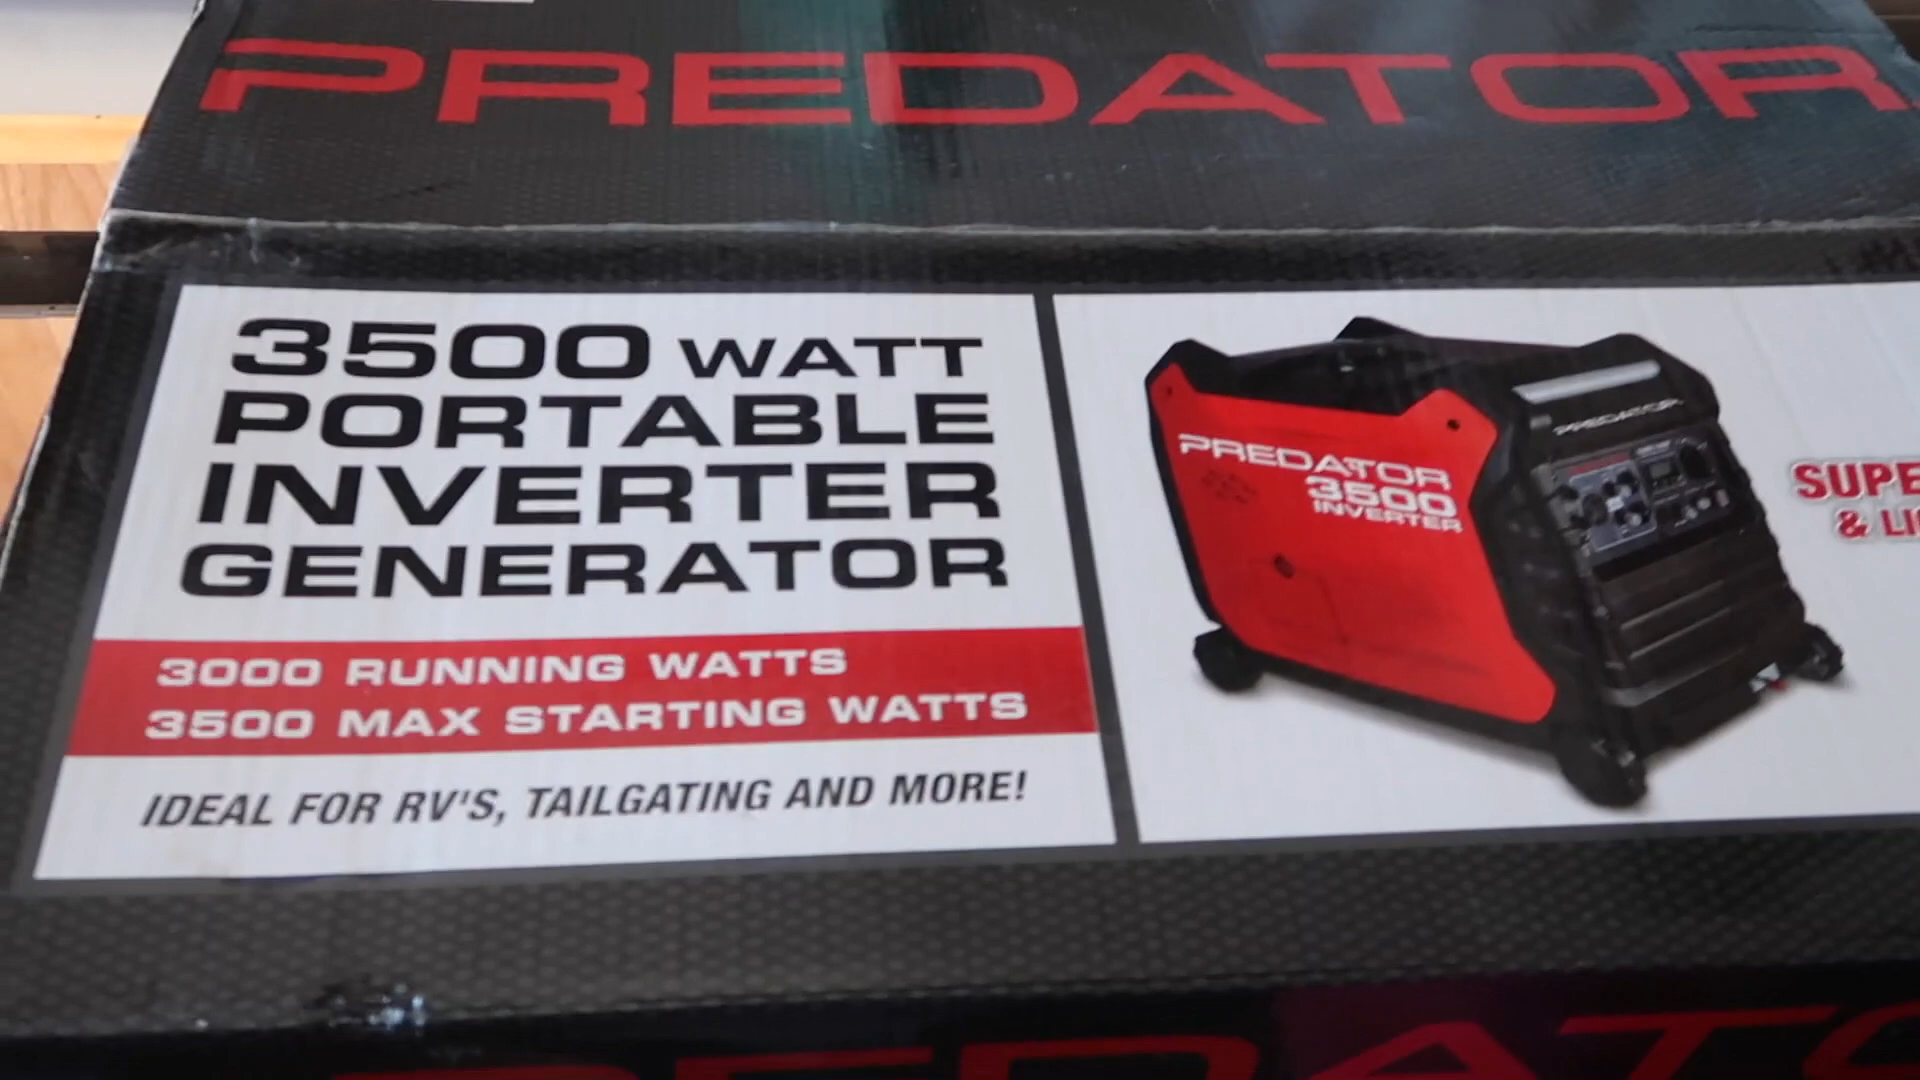 PREDATOR
3500 WATT
PORTABLE
INVERTER
GENERATOR
3000 RUNNING WATTS
3500 MAX STARTING WATTS
IDEAL FOR RV'S, TAILGATING AND MORE!
PREDATOR
3500
INVERTER
PREDATOR